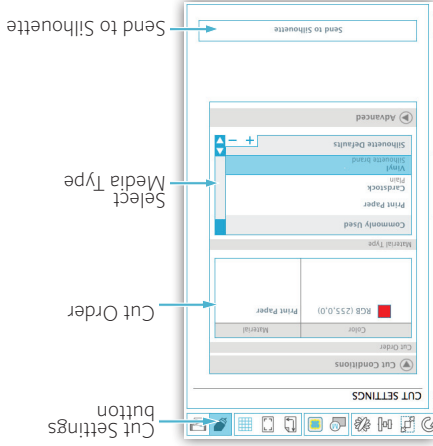 Cut Settings
button
CUT SETTINGS
Cut Conditions
Cut Order
Color
Material
RGB (255,0,0)
Print Paper
Cut Order
Material Type
Commonly Used
Print Paper
Cardstock
Plain
Vinyl
Silhouette brand
Silhouette Defaults
+ −
Select
Media Type
Advanced
Send to Silhouette
Send to Silhouette